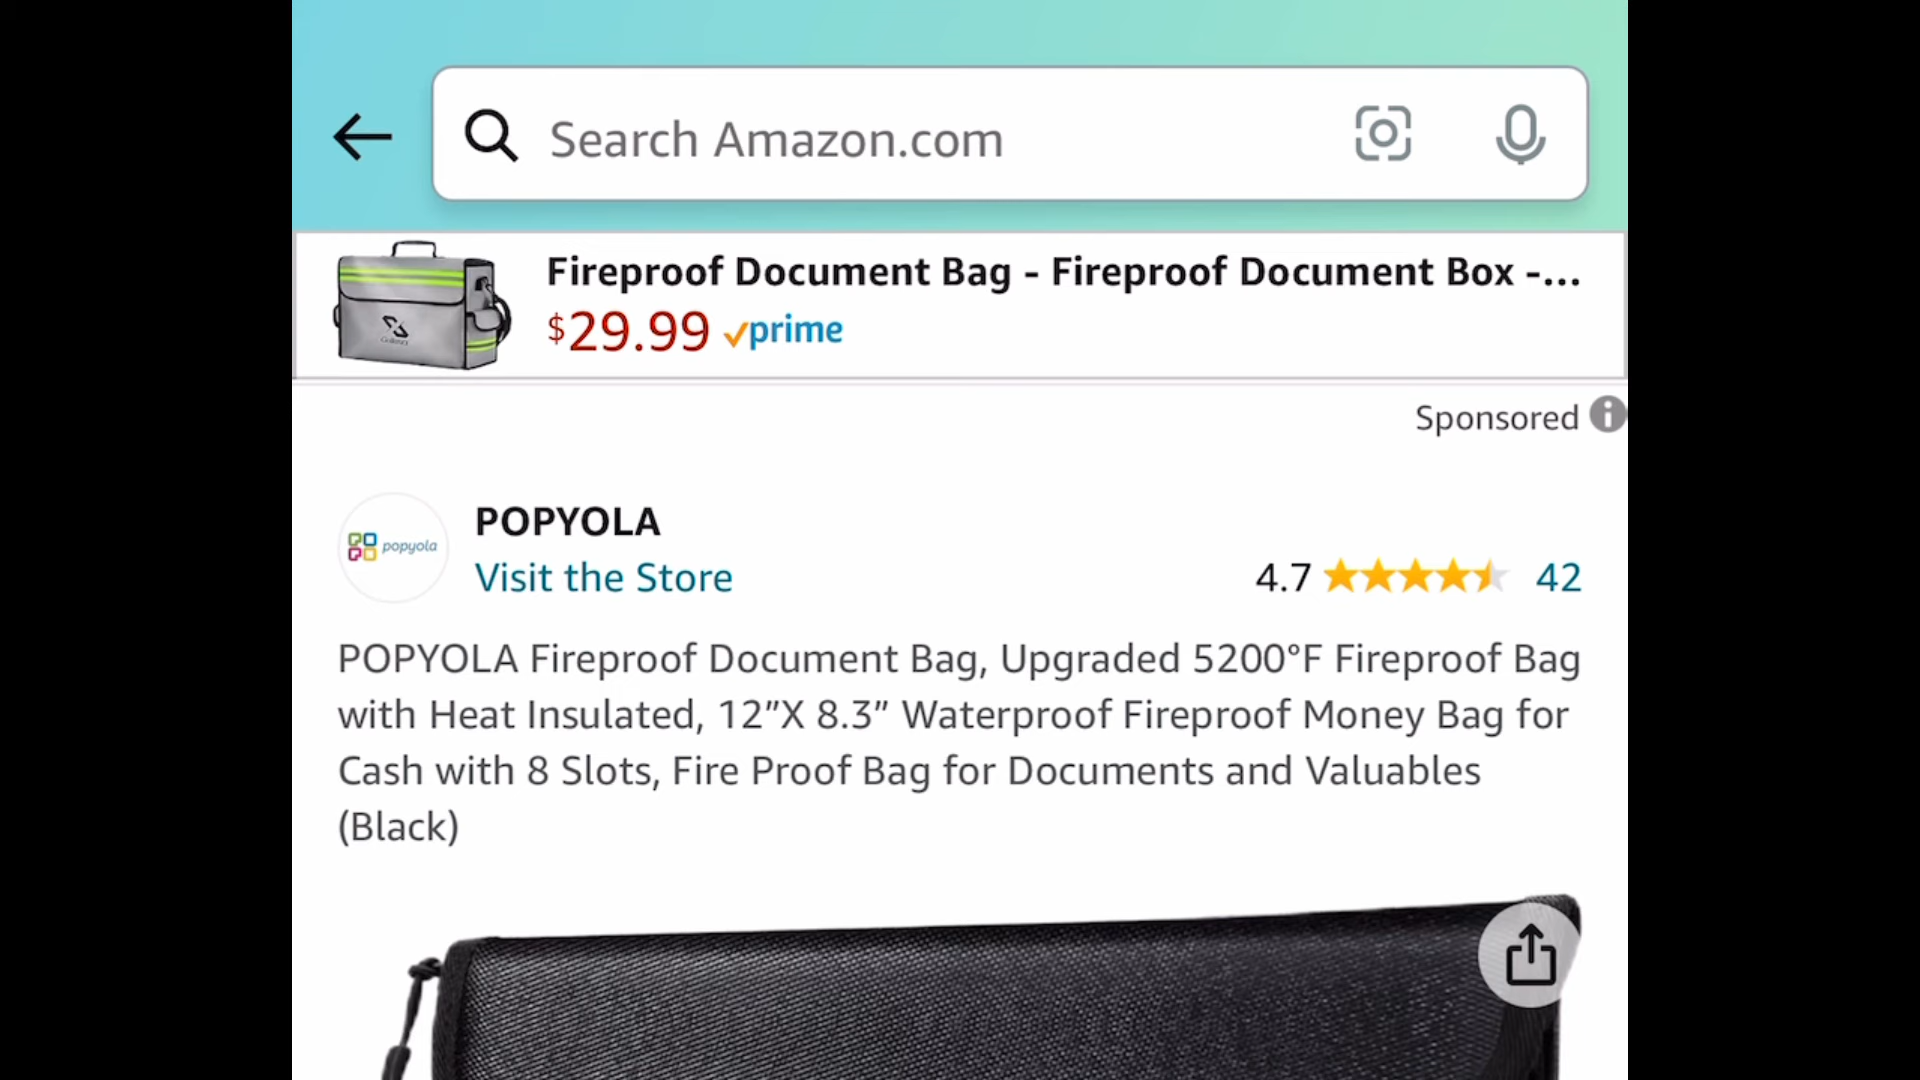 Search Amazon.com
Fireproof Document Bag - Fireproof Document Box -...
$29.99 prime
Sponsored
popyola
POPYOLA
Visit the Store
4.7 42
POPYOLA Fireproof Document Bag, Upgraded 5200°F Fireproof Bag
with Heat Insulated, 12”X 8.3” Waterproof Fireproof Money Bag for
Cash with 8 Slots, Fire Proof Bag for Documents and Valuables
(Black)